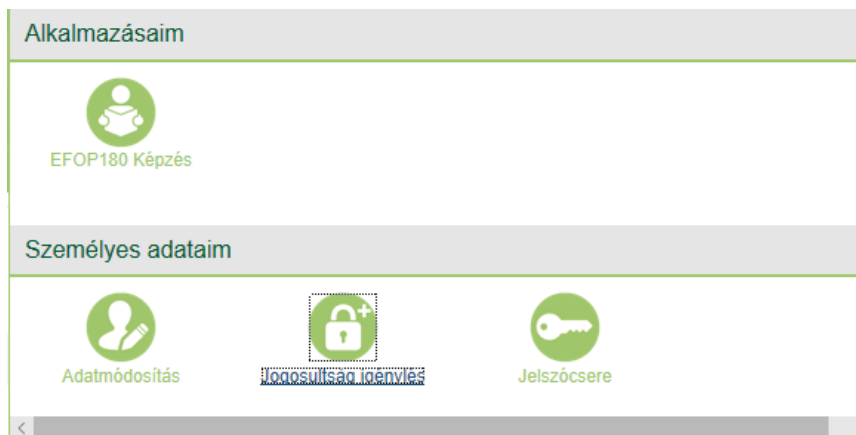 Alkalmazásaim
EFOP180 Képzés
Személyes adataim
Adatmódosítás
Jogosultság igénylés
Jelszócsere